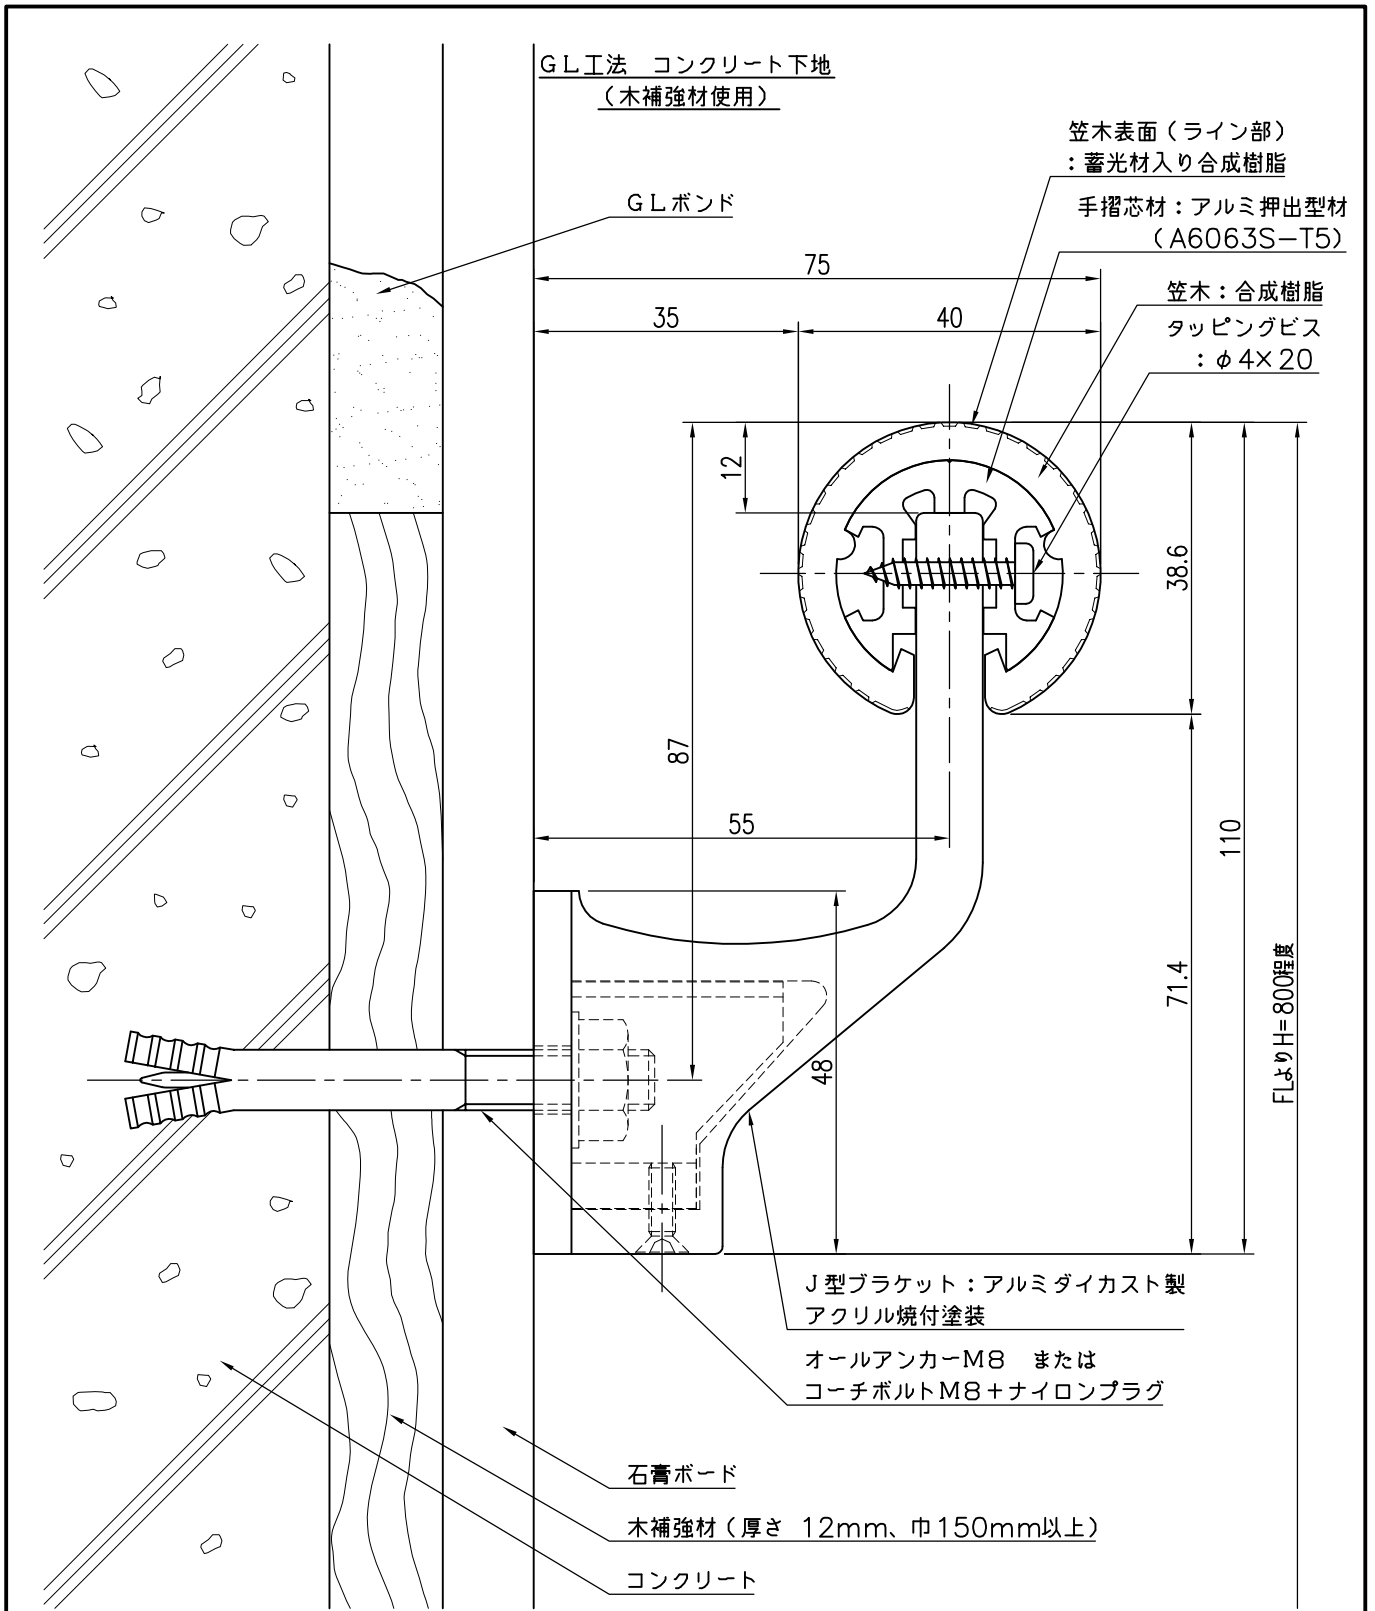 GL工法　コンクリート下地
（木補強材使用）
笠木表面（ライン部）
：蓄光材入り合成樹脂
GLボンド
手摺芯材：アルミ押出型材
（A6063S−T5）
75
笠木：合成樹脂
35
40
タッピングビス
：φ4×20
12
38.6
87
55
110
71.4
48
FLよりH=800程度
J型ブラケット：アルミダイカスト製
アクリル焼付塗装
オールアンカーM8　または
コーチボルトM8+ナイロンプラグ
石膏ボード
木補強材（厚さ 12mm、巾150mm以上）
コンクリート